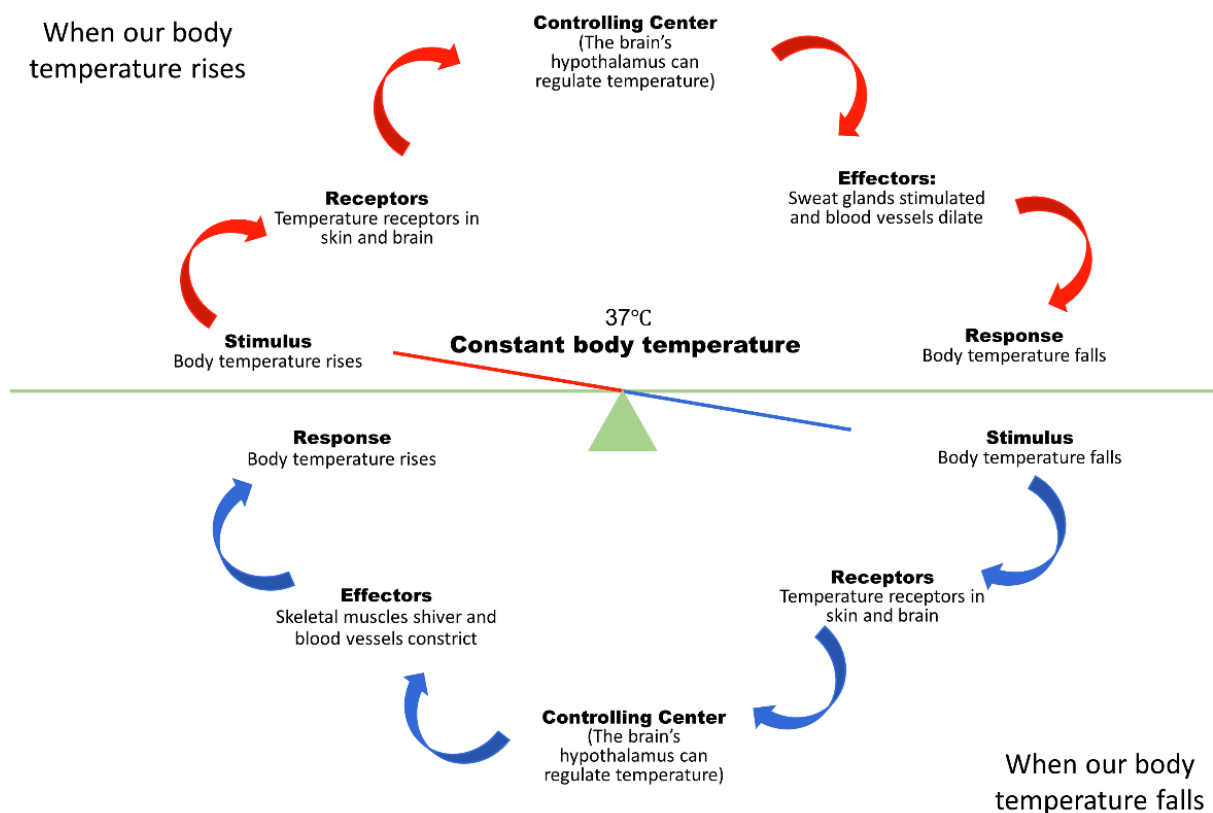 When our body
temperature rises
Controlling Center
(The brain's
hypothalamus can
regulate temperature)
Receptors
Temperature receptors in
skin and brain
Effectors:
Sweat glands stimulated
and blood vessels dilate
Stimulus
Body temperature rises
37°C
Constant body temperature
Response
Body temperature falls
Response
Body temperature rises
Stimulus
Body temperature falls
Effectors
Skeletal muscles shiver and
blood vessels constrict
Receptors
Temperature receptors in
skin and brain
Controlling Center
(The brain's
hypothalamus can
regulate temperature)
When our body
temperature falls